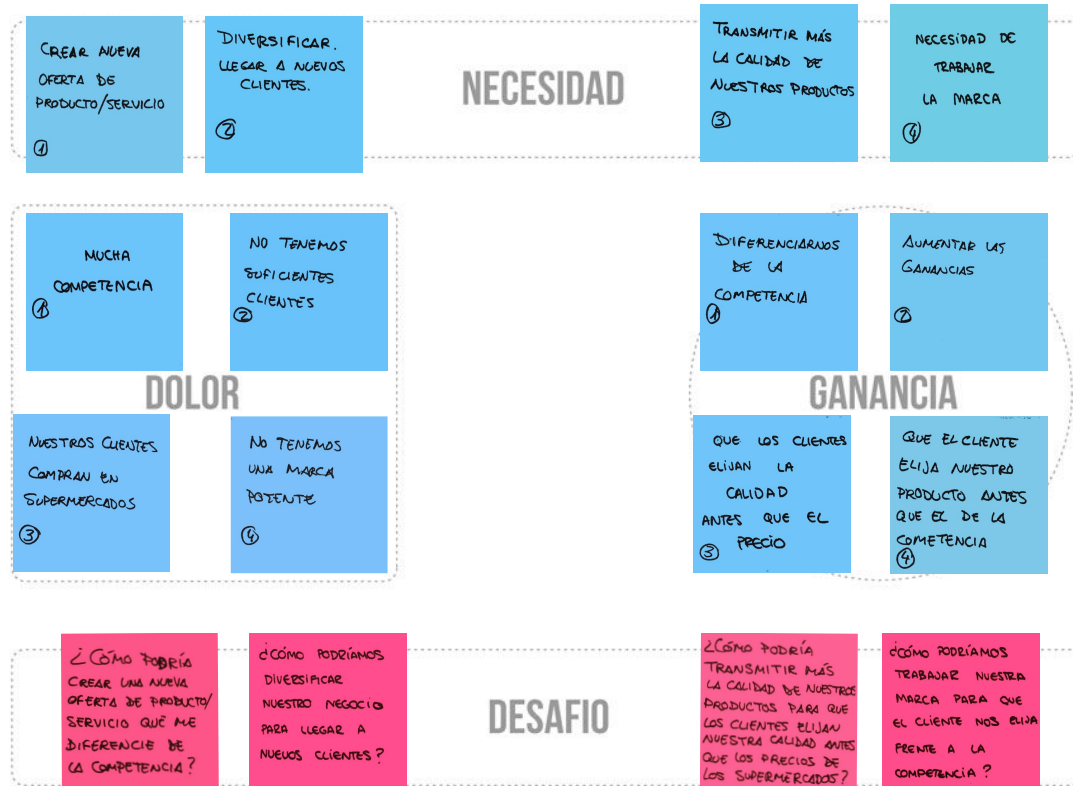 CREAR NUEVA
OFERTA DE
PRODUCTO/SERVICIO
1
DIVERSIFICAR.
LLEGAR A NUEVOS
CLIENTES.
2
NECESIDAD
TRANSMITIR MÁS
LA CALIDAD DE
NUESTROS PRODUCTOS
3
NECESIDAD DE
TRABAJAR
LA MARCA
4
MUCHA
COMPETENCIA
1
NO TENEMOS
SUFICIENTES
CLIENTES
2
DOLOR
NUESTROS CLIENTES
COMPRAN EN
SUPERMERCADOS
3
NO TENEMOS
UNA MARCA
POTENTE
4
DIFERENCIARNOS
DE LA
COMPETENCIA
1
AUMENTAR LAS
GANANCIAS
2
GANANCIA
QUE LOS CLIENTES
ELIJAN LA
CALIDAD
ANTES QUE EL
PRECIO
3
QUE EL CLIENTE
ELIJA NUESTRO
PRODUCTO ANTES
QUE EL DE LA
COMETENCIA
4
¿CÓMO PODRÍA
CREAR UNA NUEVA
OFERTA DE PRODUCTO/
SERVICIO QUE ME
DIFERENCIE DE
LA COMPETENCIA?
¿CÓMO PODRÍAMOS
DIVERSIFICAR
NUESTRO NEGOCIO
PARA LLEGAR A
NUEVOS CLIENTES?
DESAFIO
¿CÓMO PODRÍA
TRANSMITIR MÁS
LA CALIDAD DE NUESTROS
PRODUCTOS PARA QUE
LOS CLIENTES ELIJAN
NUESTRA CALIDAD ANTES
QUE LOS PRECIOS DE
LOS SUPERMERCADOS?
¿CÓMO PODRÍAMOS
TRABAJAR NUESTRA
MARCA PARA QUE
EL CLIENTE NOS ELIJA
FRENTE A LA
COMPETENCIA?